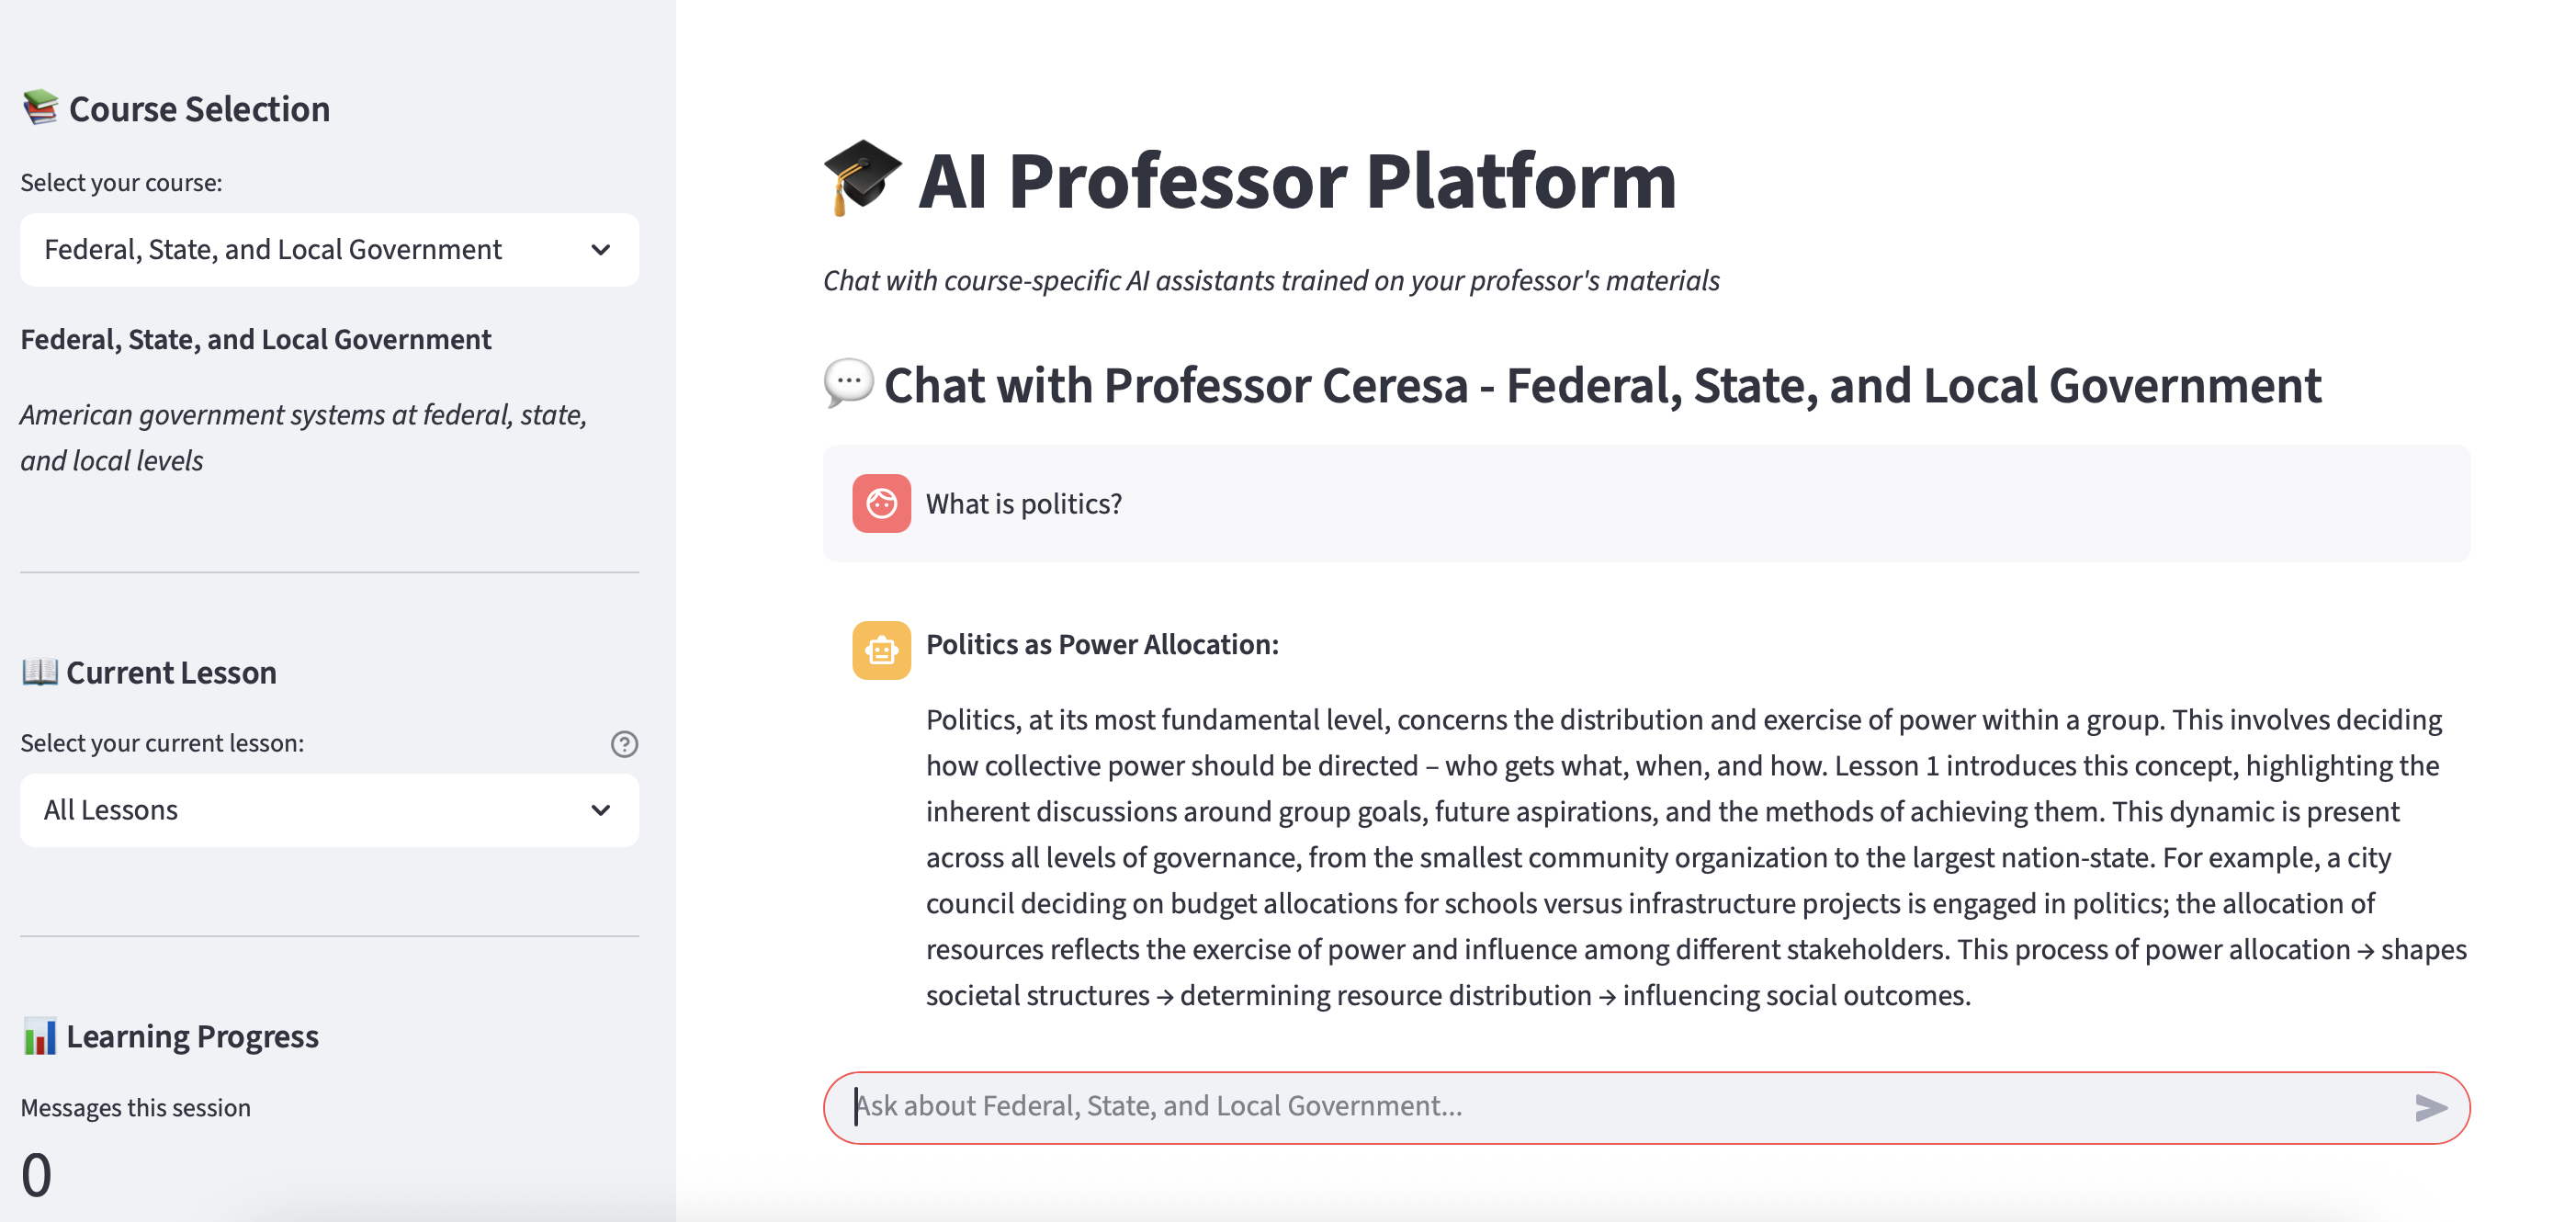 Course Selection
Select your course:
Federal, State, and Local Government
Federal, State, and Local Government
American government systems at federal, state,
and local levels
Current Lesson
Select your current lesson:
All Lessons
Learning Progress
Messages this session
0
AI Professor Platform
Chat with course-specific AI assistants trained on your professor's materials
Chat with Professor Ceresa - Federal, State, and Local Government
What is politics?
Politics as Power Allocation:
Politics, at its most fundamental level, concerns the distribution and exercise of power within a group. This involves deciding
how collective power should be directed – who gets what, when, and how. Lesson 1 introduces this concept, highlighting the
inherent discussions around group goals, future aspirations, and the methods of achieving them. This dynamic is present
across all levels of governance, from the smallest community organization to the largest nation-state. For example, a city
council deciding on budget allocations for schools versus infrastructure projects is engaged in politics; the allocation of
resources reflects the exercise of power and influence among different stakeholders. This process of power allocation → shapes
societal structures → determining resource distribution → influencing social outcomes.
Ask about Federal, State, and Local Government...